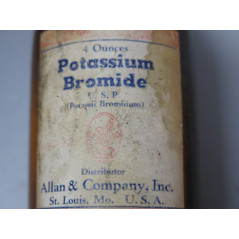 4 Ounces
Potassium
Bromide
U. S. P
(Potassii Bromidum)
Distributor
Allan & Company, Inc.
St. Louis, Mo. U. S. A.